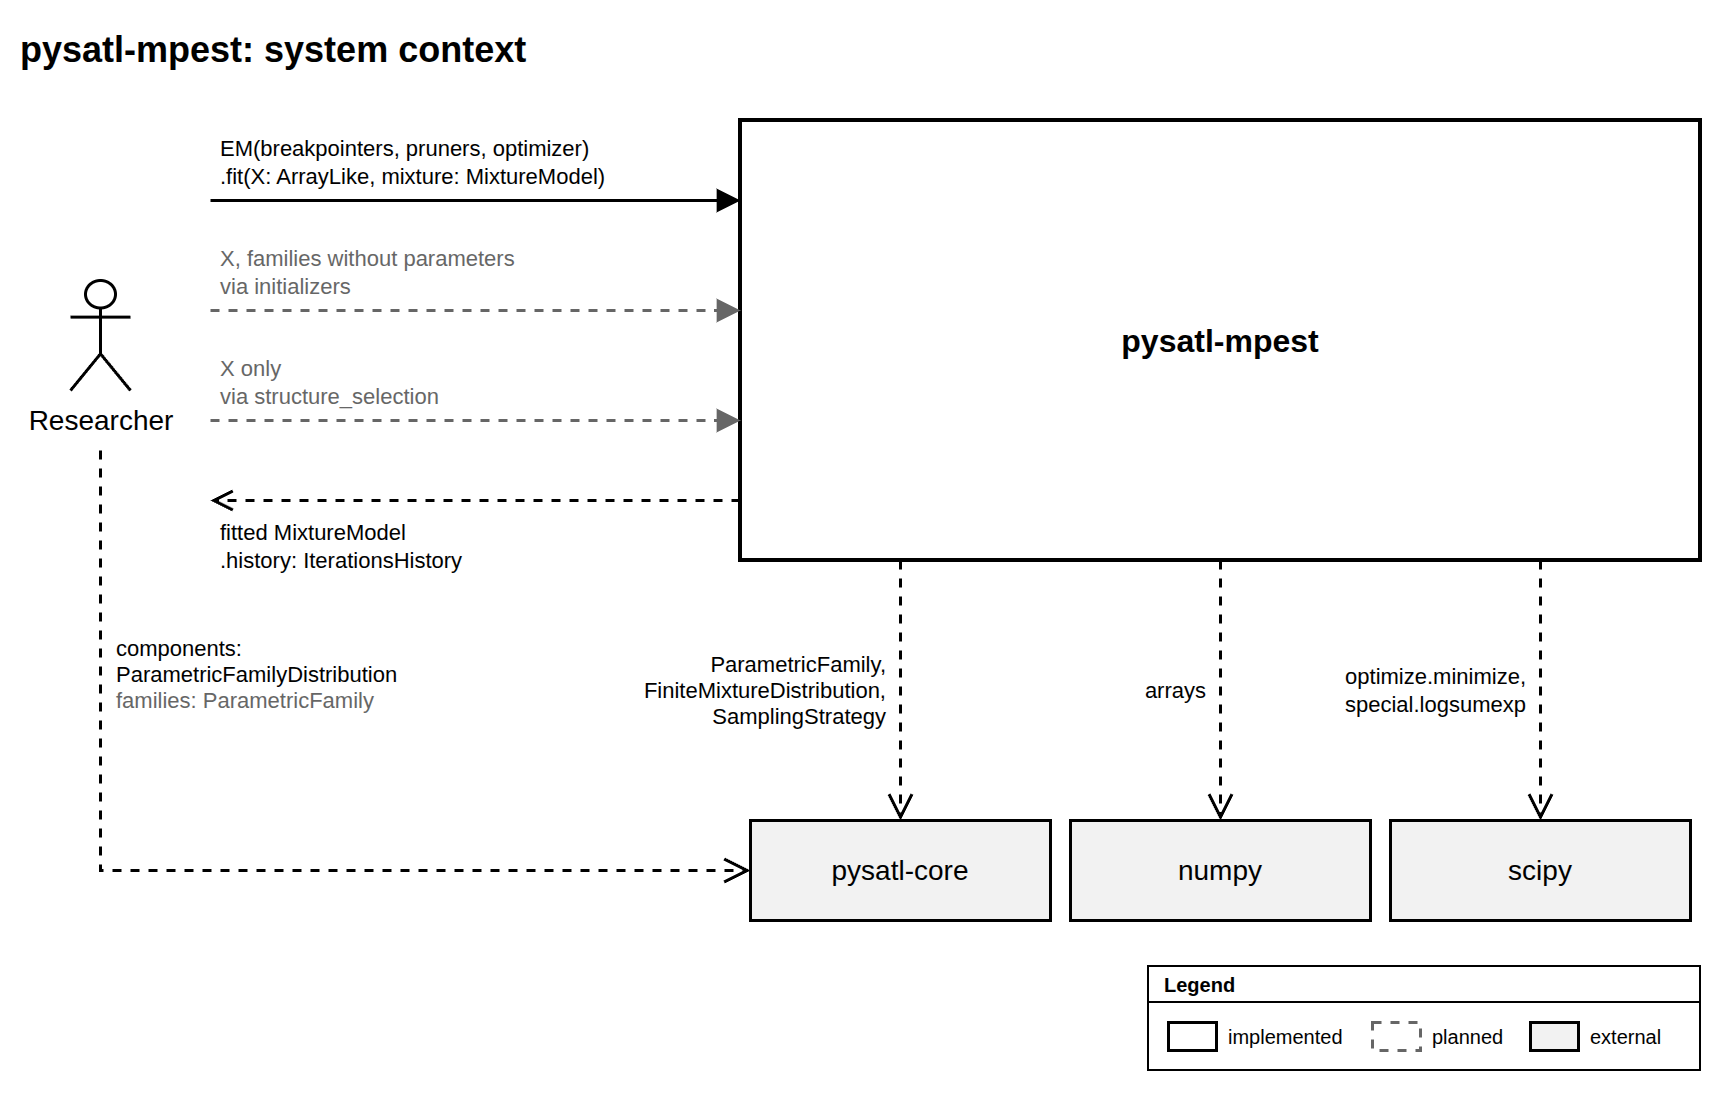 pysatl-mpest: system context
EM(breakpointers, pruners, optimizer)
.fit(X: ArrayLike, mixture: MixtureModel)
X, families without parameters
via initializers
X only
via structure_selection
Researcher
pysatl-mpest
fitted MixtureModel
.history: IterationsHistory
components:
ParametricFamilyDistribution
families: ParametricFamily
ParametricFamily,
FiniteMixtureDistribution,
SamplingStrategy
arrays
optimize.minimize,
special.logsumexp
pysatl-core
numpy
scipy
Legend
implemented
planned
external